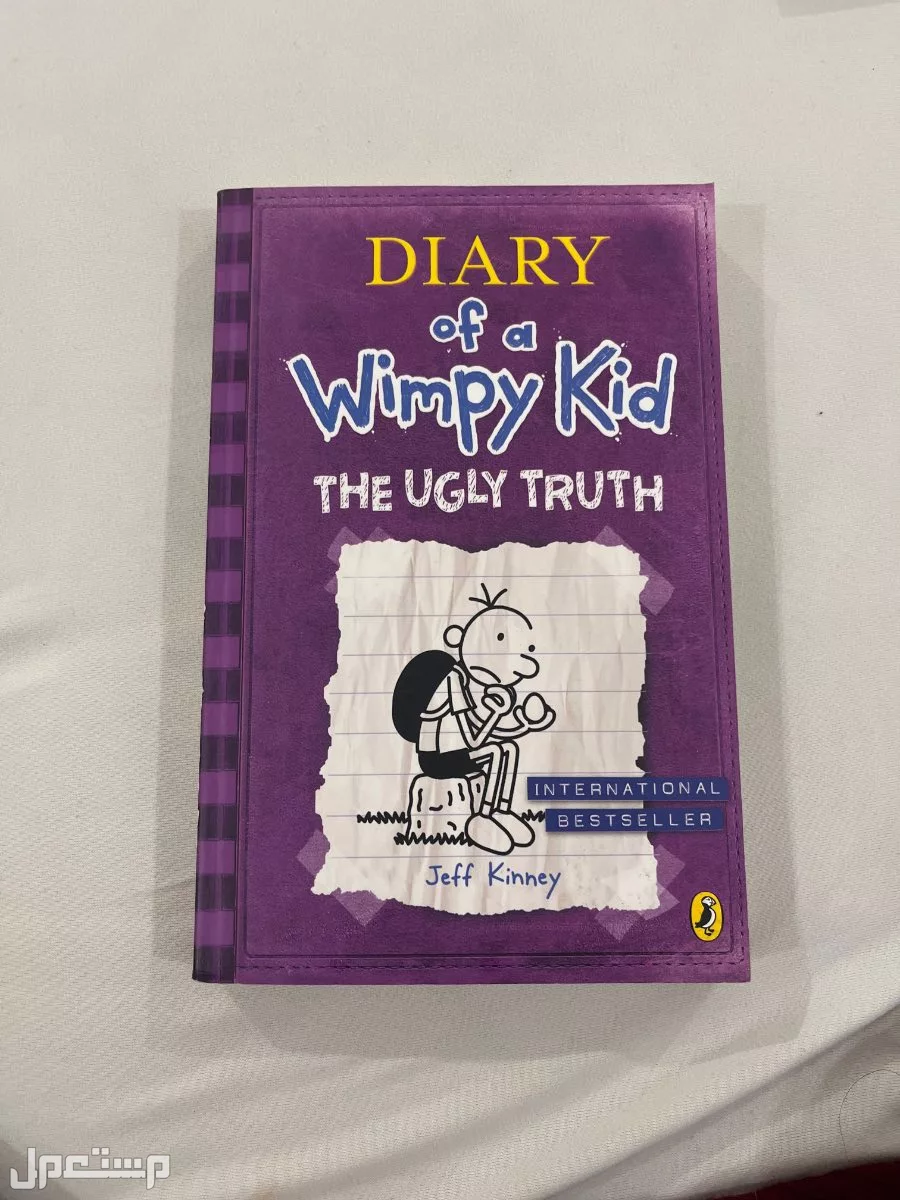 DIARY
of a
Wimpy Kid
THE UGLY TRUTH
INTERNATIONAL
BESTSELLER
Jeff Kinney
مستعمل